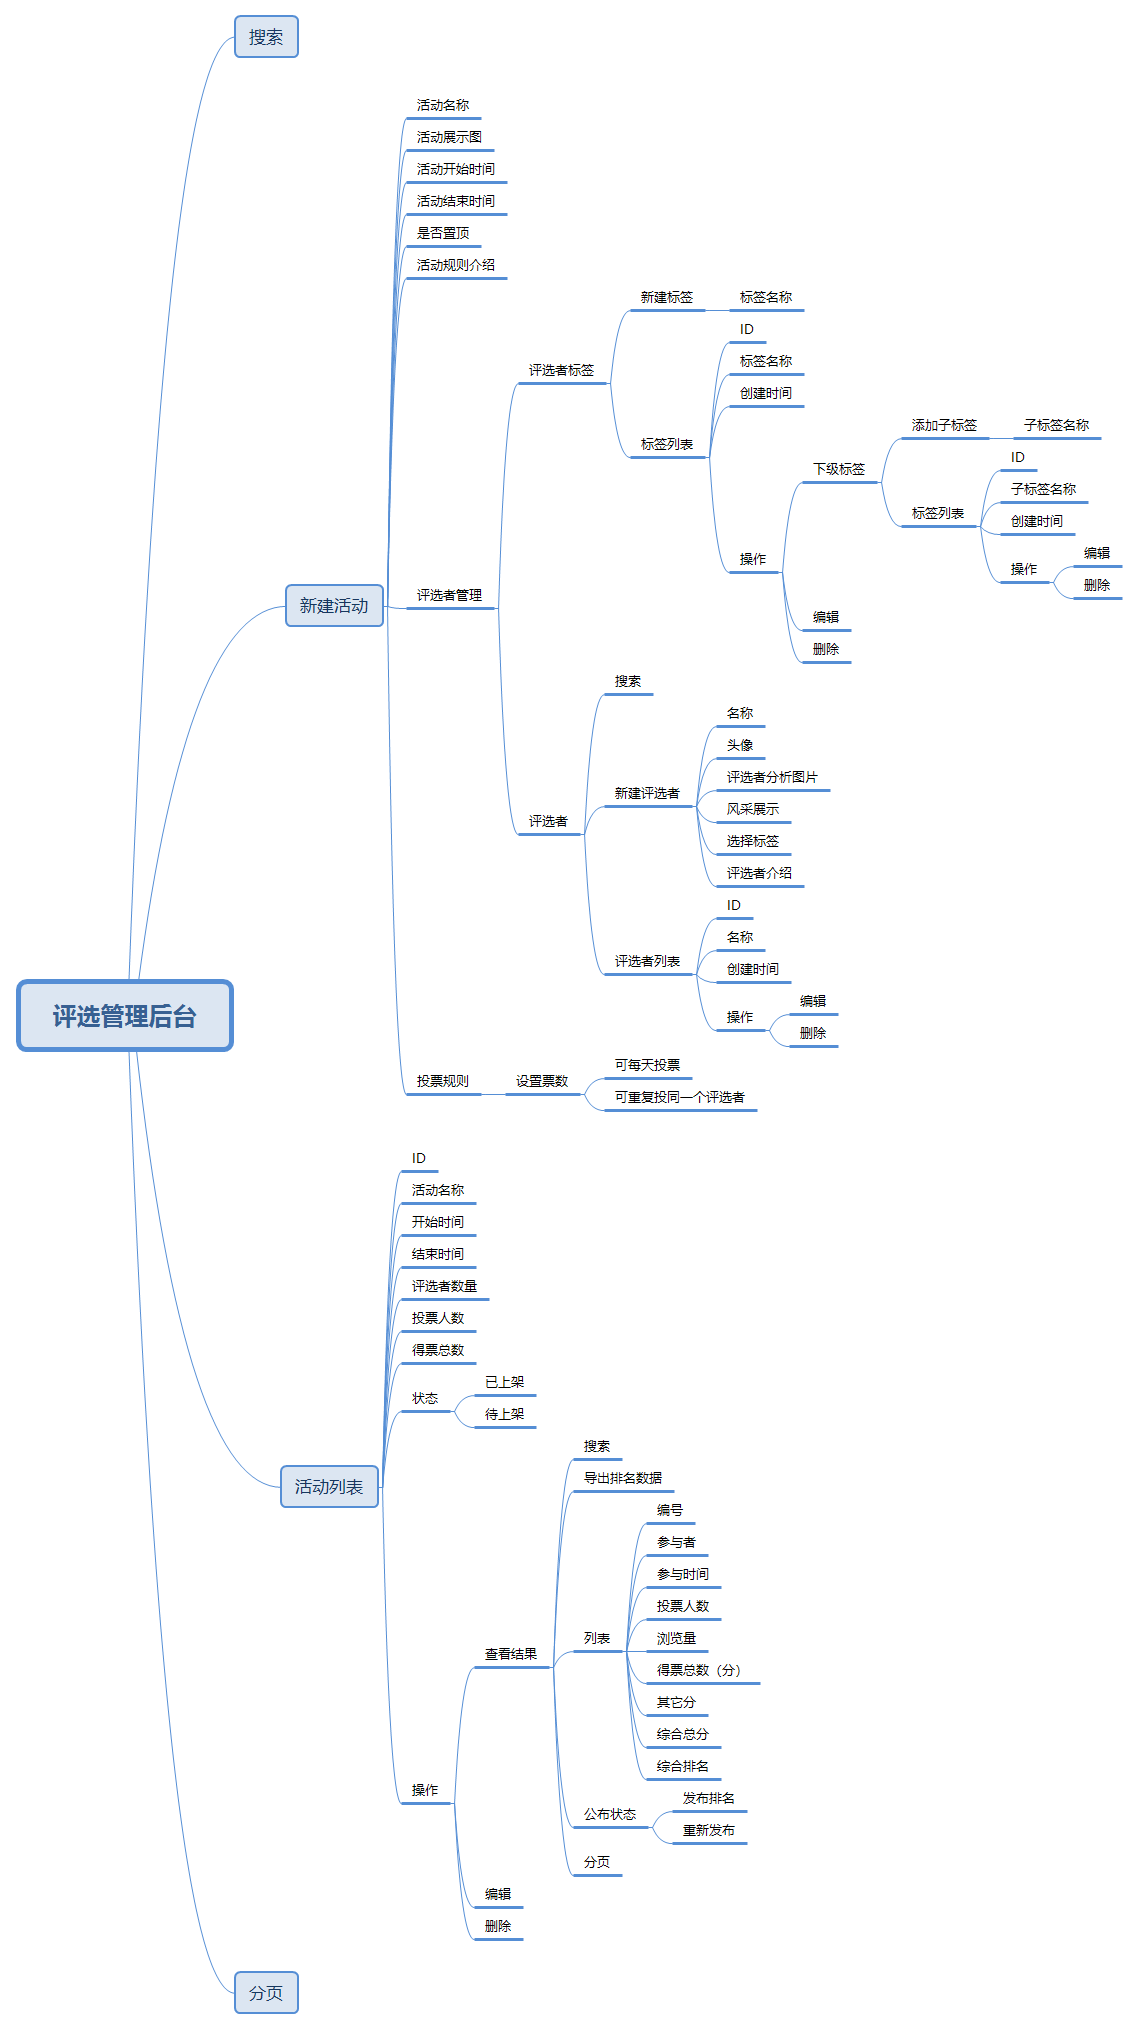 搜索
活动名称
活动展示图
活动开始时间
活动结束时间
是否置顶
活动规则介绍
新建标签
标签名称
ID
标签名称
创建时间
评选者标签
标签列表
添加子标签
子标签名称
下级标签
ID
子标签名称
标签列表
创建时间
操作
编辑
删除
操作
编辑
删除
新建活动
评选者管理
搜索
名称
头像
评选者分析图片
新建评选者
风采展示
选择标签
评选者介绍
评选者
ID
名称
评选者列表
创建时间
操作
编辑
删除
评选管理后台
投票规则
设置票数
可每天投票
可重复投同一个评选者
ID
活动名称
开始时间
结束时间
评选者数量
投票人数
得票总数
状态
已上架
待上架
活动列表
搜索
导出排名数据
编号
参与者
参与时间
投票人数
查看结果
列表
浏览量
得票总数（分）
其它分
综合总分
综合排名
操作
公布状态
发布排名
重新发布
分页
编辑
删除
分页